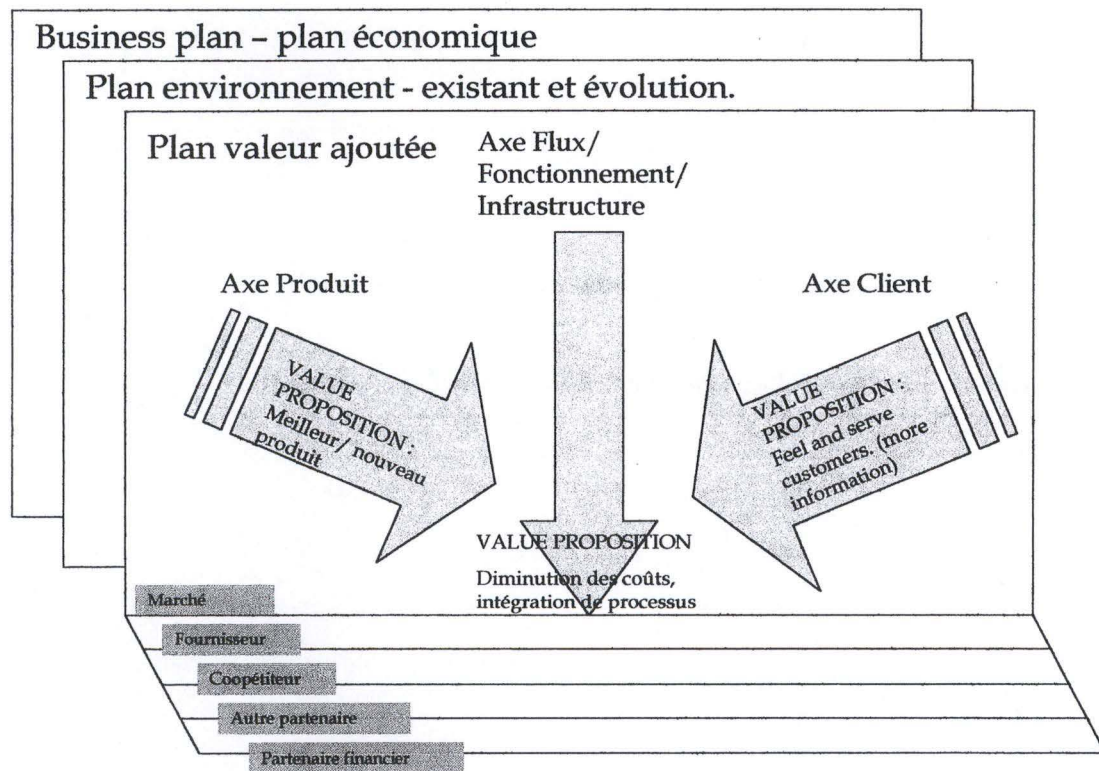 Business plan – plan économique
Plan environnement - existant et évolution.
Plan valeur ajoutée
Axe Flux/
Fonctionnement/
Infrastructure
Axe Produit
Axe Client
VALUE
PROPOSITION :
Meilleur/ nouveau
produit
VALUE
PROPOSITION :
Feel and serve
customers. (more
information)
VALUE PROPOSITION
Diminution des coûts,
intégration de processus
Marché
Fournisseur
Coopétiteur
Autre partenaire
Partenaire financier